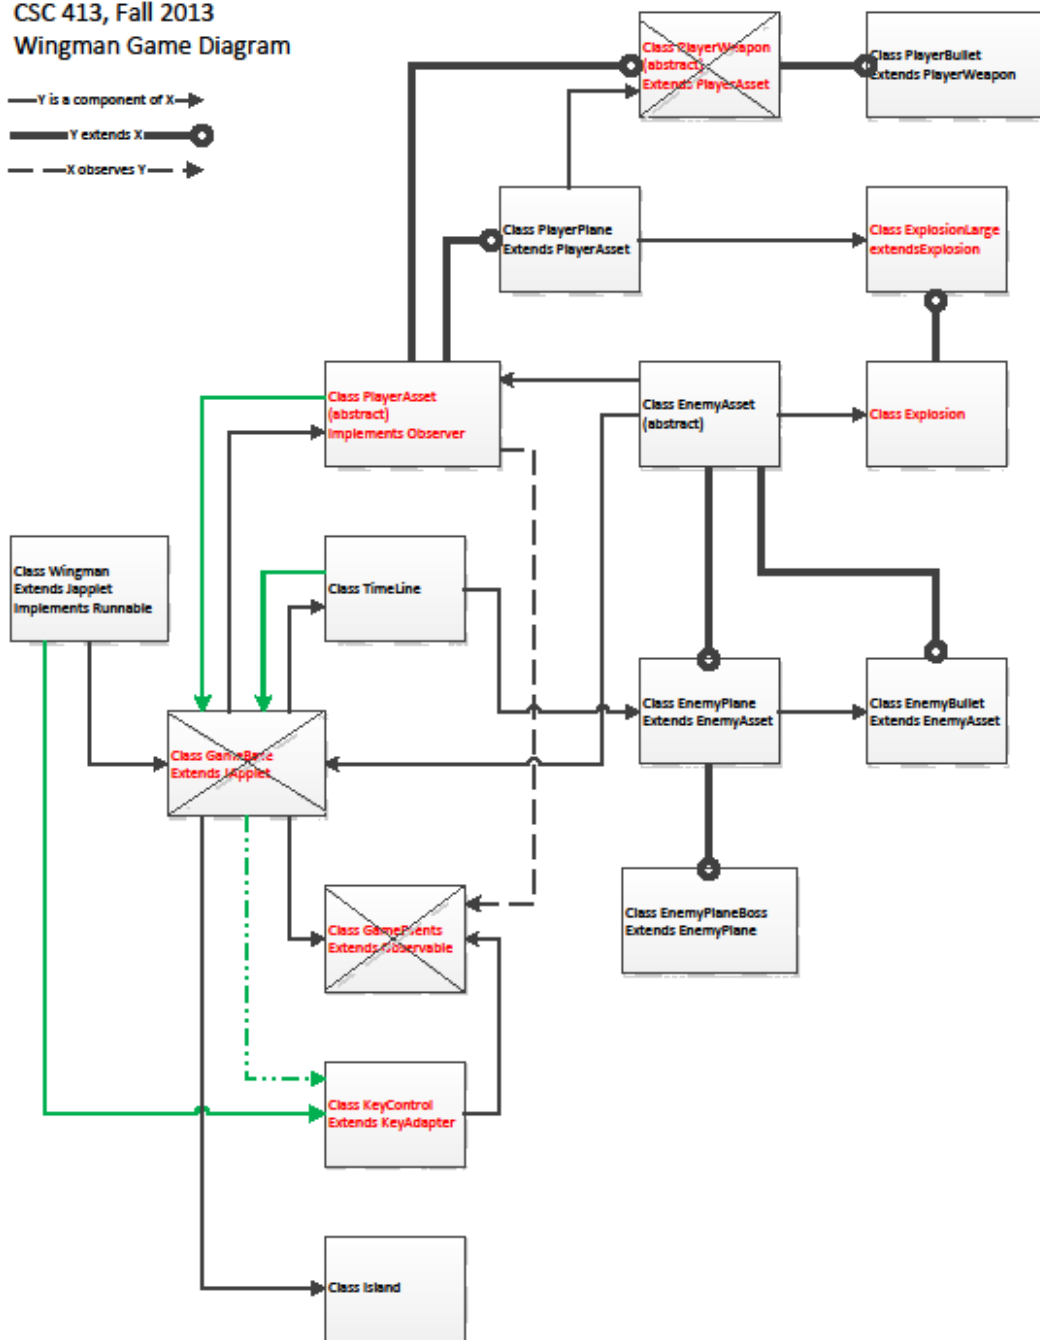 CSC 413, Fall 2013
Wingman Game Diagram
Y is a component of X
Y extends X
X observes Y
Class PlayerWeapon
(abstract)
Extends PlayerAsset
Class PlayerBullet
Extends PlayerWeapon
Class PlayerPlane
Extends PlayerAsset
Class ExplosionLarge
extendsExplosion
Class PlayerAsset
(abstract)
Implements Observer
Class EnemyAsset
(abstract)
Class Explosion
Class Wingman
Extends Japplet
Implements Runnable
Class TimeLine
Class EnemyPlane
Extends EnemyAsset
Class EnemyBullet
Extends EnemyAsset
Class GameBase
Extends JApplet
Class EnemyPlaneBoss
Extends EnemyPlane
Class GameEvents
Extends Observable
Class KeyControl
Extends KeyAdapter
Class Island